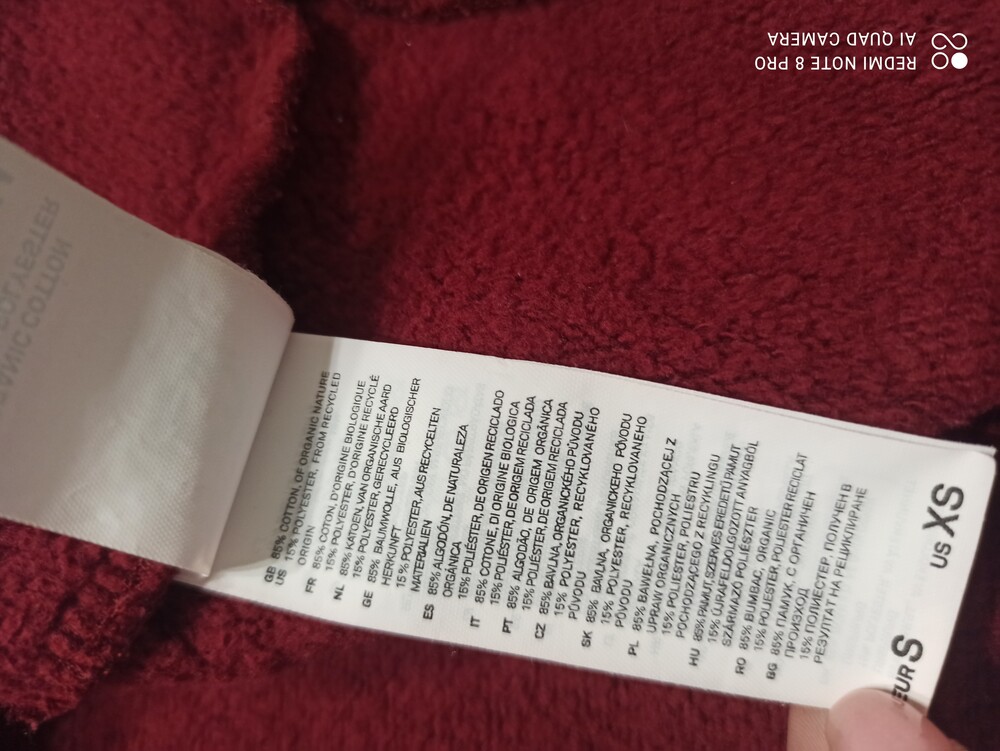 GB 85% COTTON, OF ORGANIC NATURE
US 15% POLYESTER, FROM RECYCLED
ORIGIN
FR 85% COTON, D'ORIGINE BIOLOGIQUE
15% POLYESTER, D'ORIGINE RECYCLÉ
NL 85% KATOEN, VAN ORGANISCHE AARD
15% POLYESTER, GERECYCLEERD
GE 85% BAUMWOLLE, AUS BIOLOGISCHER
HERKUNFT
15% POLYESTER, AUS RECYCELTEN
MATERIALIEN
ES 85% ALGODÓN, DE NATURALEZA
ORGÁNICA
15% POLIÉSTER, DE ORIGEN RECICLADO
IT 85% COTONE, DI ORIGINE BIOLOGICA
15% POLIÉSTER, DE ORIGEM RECICLADA
PT 85% ALGODÃO, DE ORIGEM ORGÂNICA
15% POLIÉSTER, DE ORIGEM RECICLADA
CZ 85% BAVLNA, ORGANICKÉHO PŮVODU
15% POLYESTER, RECYKLOVANÉHO
PŮVODU
SK 85% BAVLNA, ORGANICKEHO PÔVODU
15% POLYESTER, RECYKLOVANEHO
PÔVODU
PL 85% BAWEŁNA, POCHODZĄCEJ Z
UPRAW ORGANICZNYCH
15% POLIESTER, POLIESTRU
POCHODZĄCEGO Z RECYKLINGU
HU 85% PAMUT, SZERVES EREDETŰ PAMUT
15% ÚJRAFELDOLGOZOTT ANYAGBÓL
SZÁRMAZÓ POLIÉSZTER
RO 85% BUMBAC, ORGANIC
15% POLIESTER, POLIESTER RECICLAT
BG 85% ПАМУК, С ОРГАНИЧЕН
ПРОИЗХОД
15% ПОЛИЕСТЕР, ПОЛУЧЕН В
РЕЗУЛТАТ НА РЕЦИКЛИРАНЕ
EUR S US XS
REDMI NOTE 8 PRO
AI QUAD CAMERA